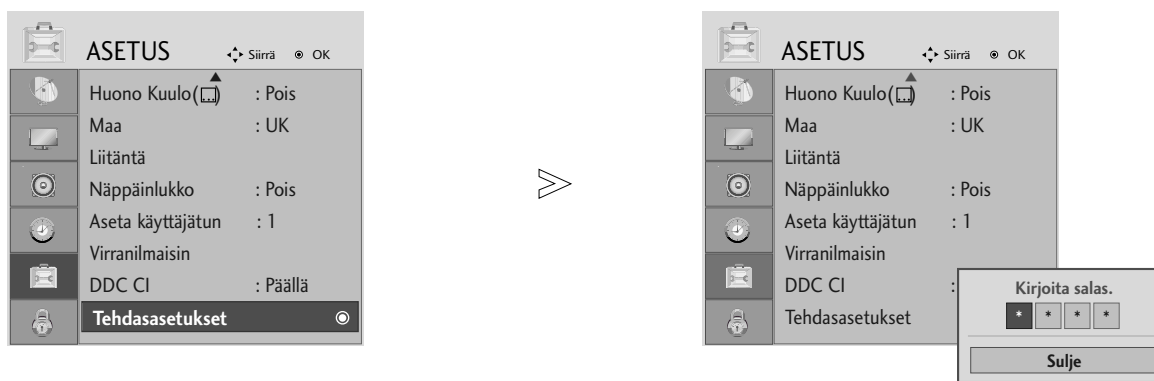 ASETUS Siirrä OK
Huono Kuulo( ) : Pois
Maa : UK
Liitäntä
Näppäinlukko : Pois
Aseta käyttäjätun : 1
Virranilmaisin
DDC CI : Päällä
Tehdasasetukset
ASETUS Siirrä OK
Huono Kuulo( ) : Pois
Maa : UK
Liitäntä
Näppäinlukko : Pois
Aseta käyttäjätun : 1
Virranilmaisin
DDC CI :
Tehdasasetukset
Kirjoita salas.
* * * *
Sulje